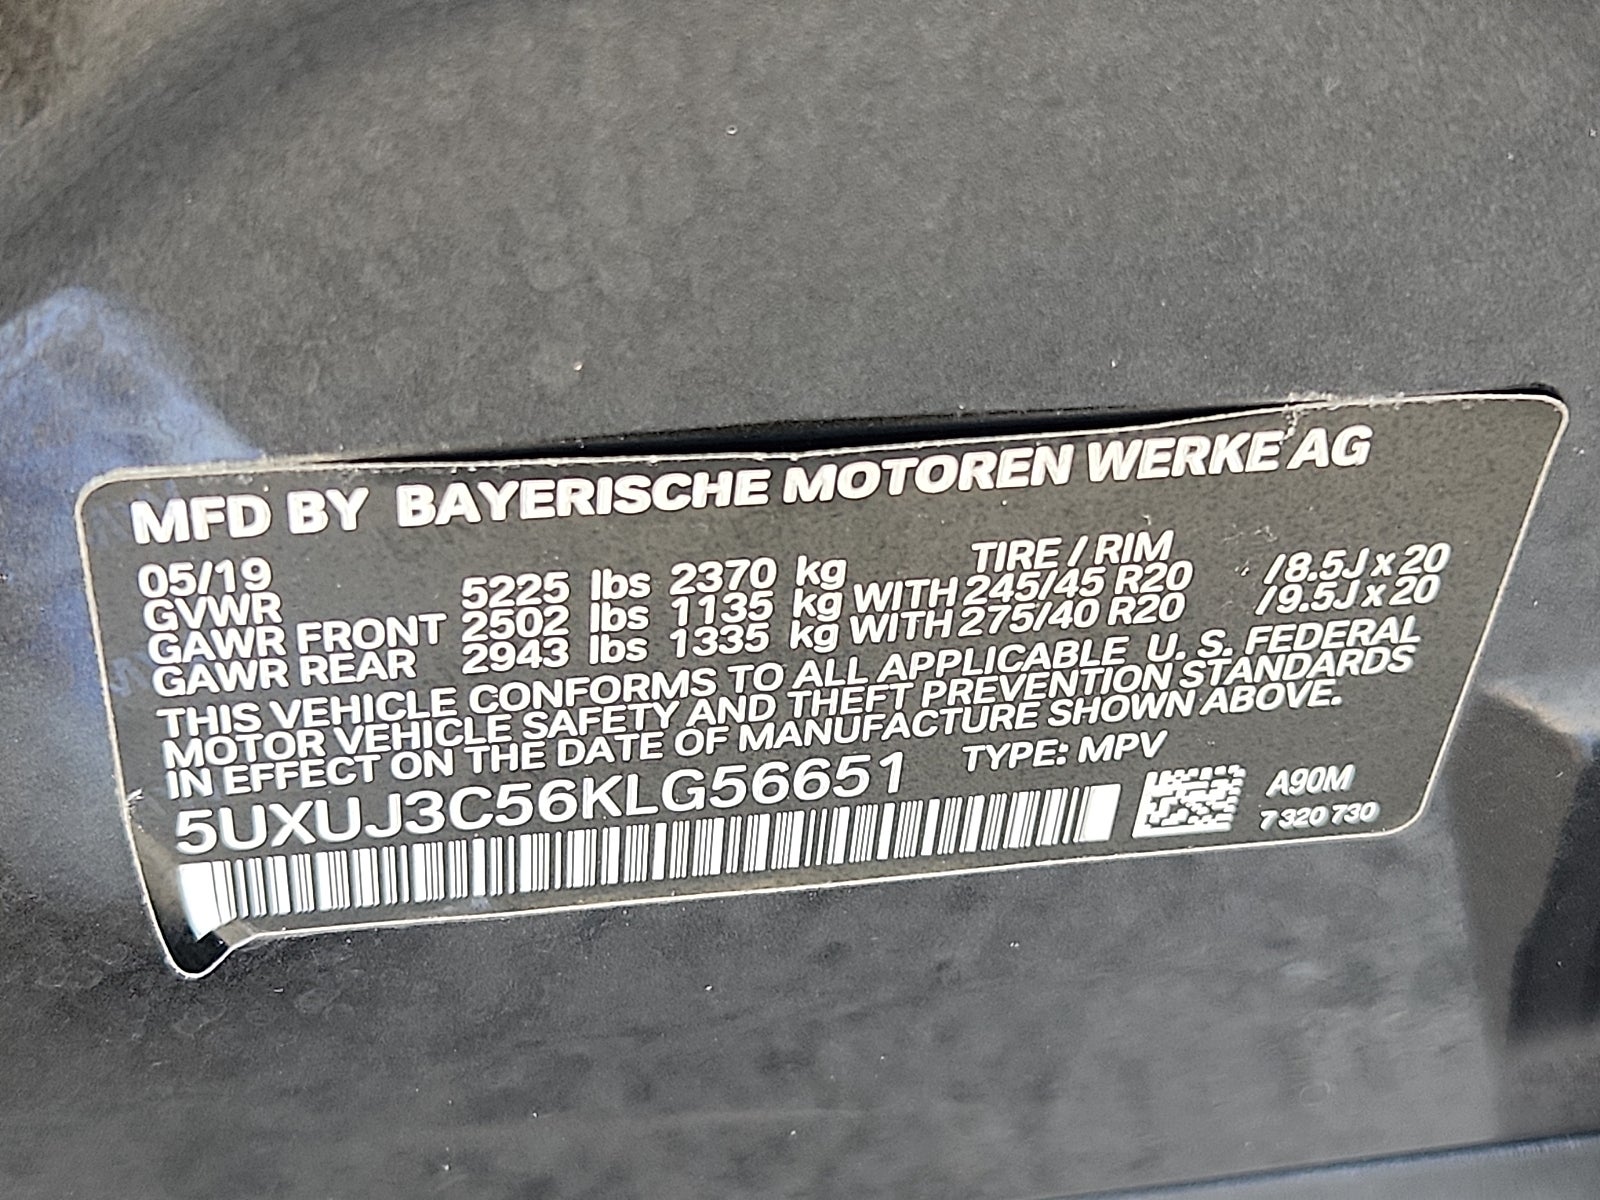 MFD BY BAYERISCHE MOTOREN WERKE AG
05/19 TIRE / RIM
GVWR 5225 lbs 2370 kg
GAWR FRONT 2502 lbs 1135 kg WITH 245/45 R20 /8.5J x 20
GAWR REAR 2943 lbs 1335 kg WITH 275/40 R20 /9.5J x 20
THIS VEHICLE CONFORMS TO ALL APPLICABLE U. S. FEDERAL
MOTOR VEHICLE SAFETY AND THEFT PREVENTION STANDARDS
IN EFFECT ON THE DATE OF MANUFACTURE SHOWN ABOVE.
5UXUJ3C56KLG56651 TYPE: MPV
A90M
7 320 730